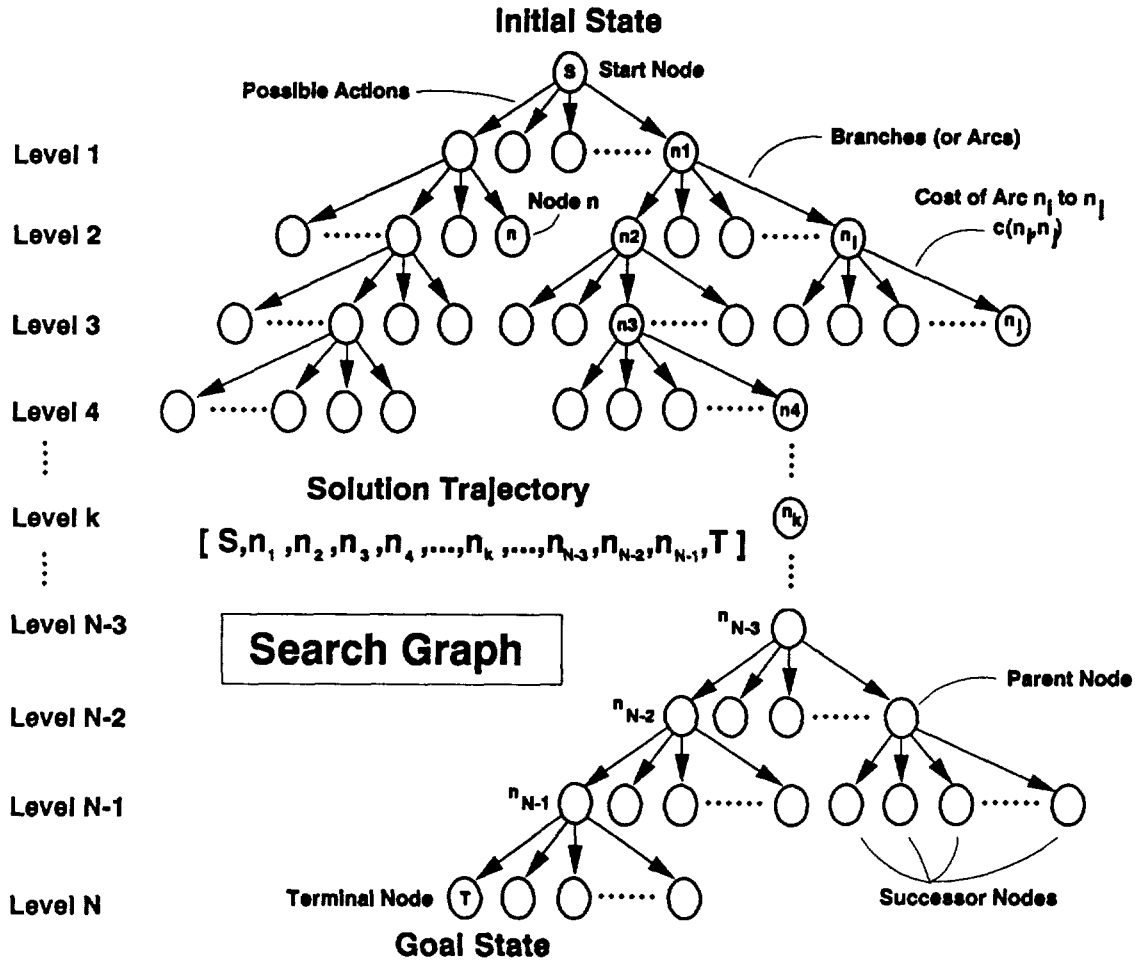 Initial State
S Start Node
Possible Actions
Level 1
n1
Branches (or Arcs)
Node n
Cost of Arc n_i to n_j
c(n_i,n_j)
Level 2
n
n2
n_i
Level 3
n3
n_j
Level 4
n4
Solution Trajectory
Level k
n_k
[ S,n_1,n_2,n_3,n_4,...,n_k,...,n_N-3,n_N-2,n_N-1,T ]
Level N-3
n_N-3
Search Graph
Parent Node
Level N-2
n_N-2
Level N-1
n_N-1
Level N
Terminal Node T
Successor Nodes
Goal State